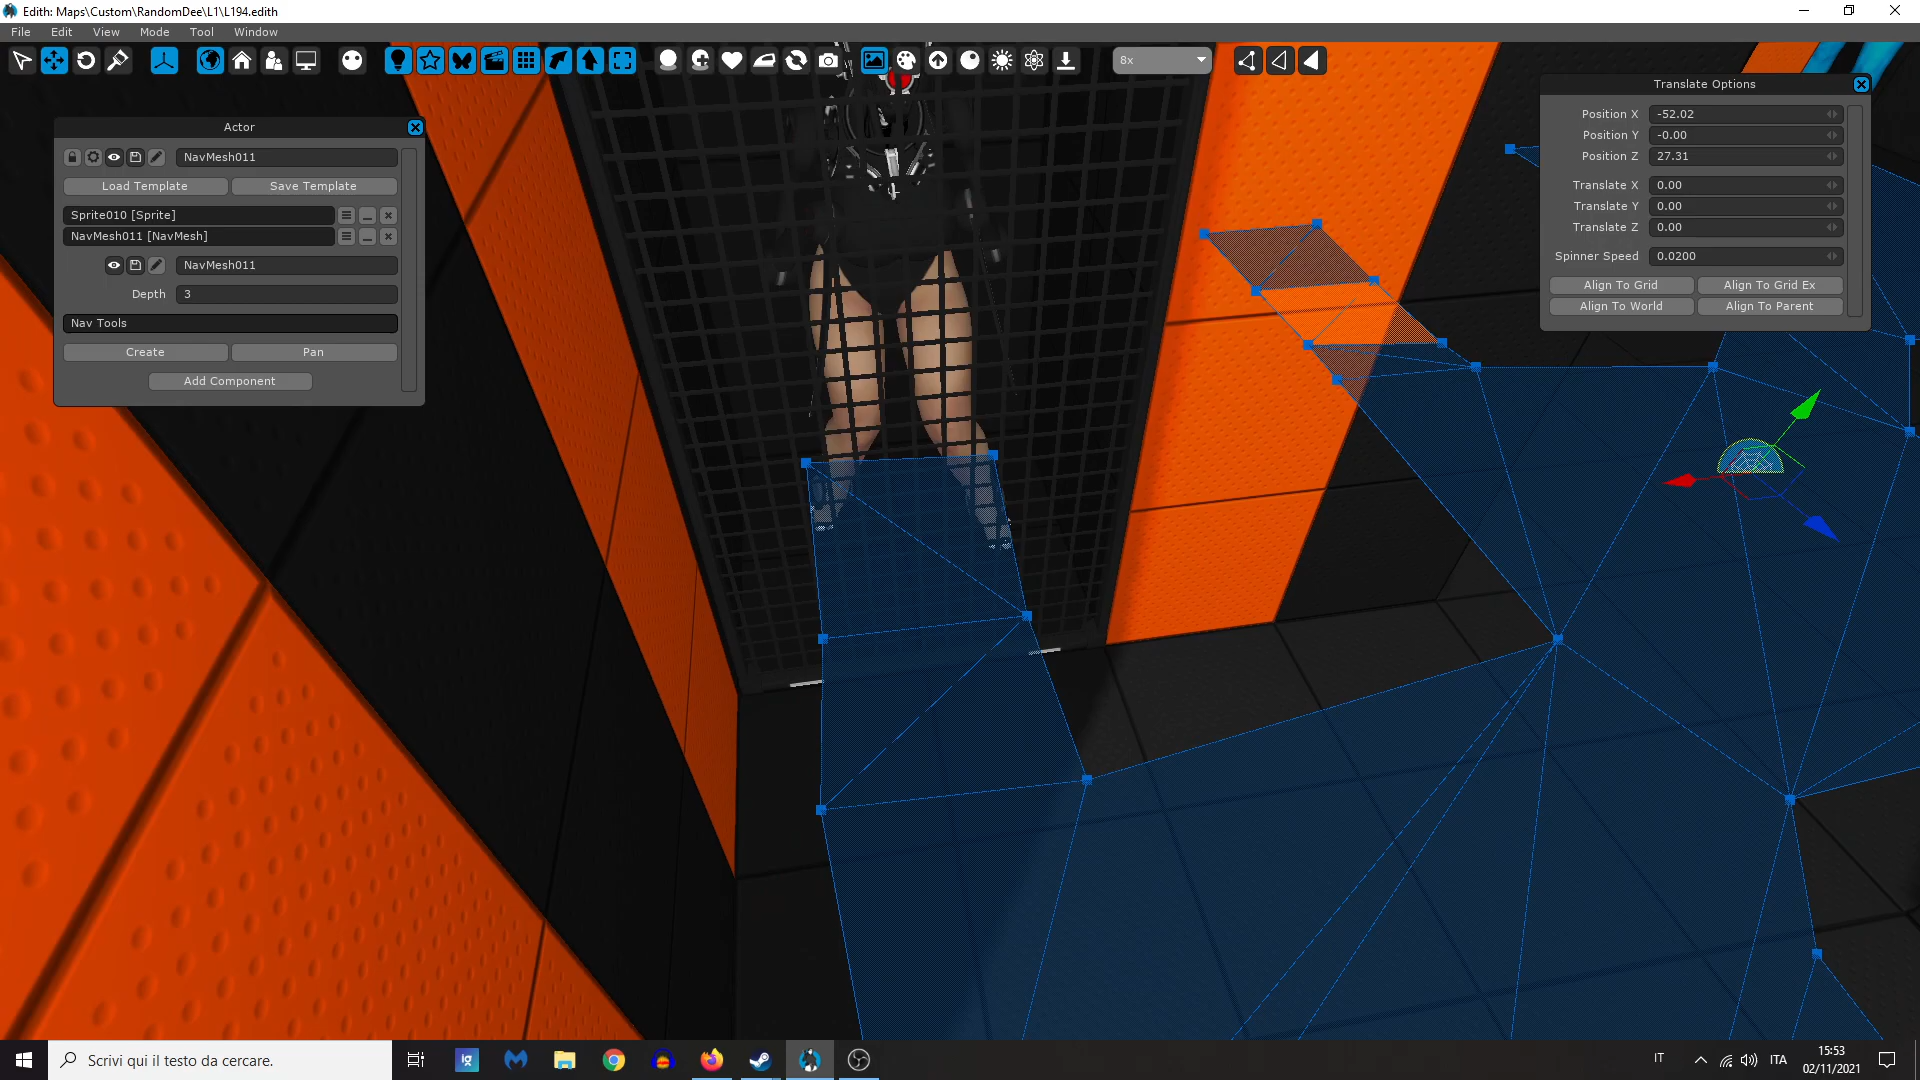 Edith: Maps\Custom\RandomDee\L1\L194.edith
File Edit View Mode Tool Window
8x
Actor
NavMesh011
Load Template Save Template
Sprite010 [Sprite]
NavMesh011 [NavMesh]
NavMesh011
Depth 3
Nav Tools
Create Pan
Add Component
Translate Options
Position X -52.02
Position Y -0.00
Position Z 27.31
Translate X 0.00
Translate Y 0.00
Translate Z 0.00
Spinner Speed 0.0200
Align To Grid Align To Grid Ex
Align To World Align To Parent
Scrivi qui il testo da cercare.
IT
ITA
15:53
02/11/2021